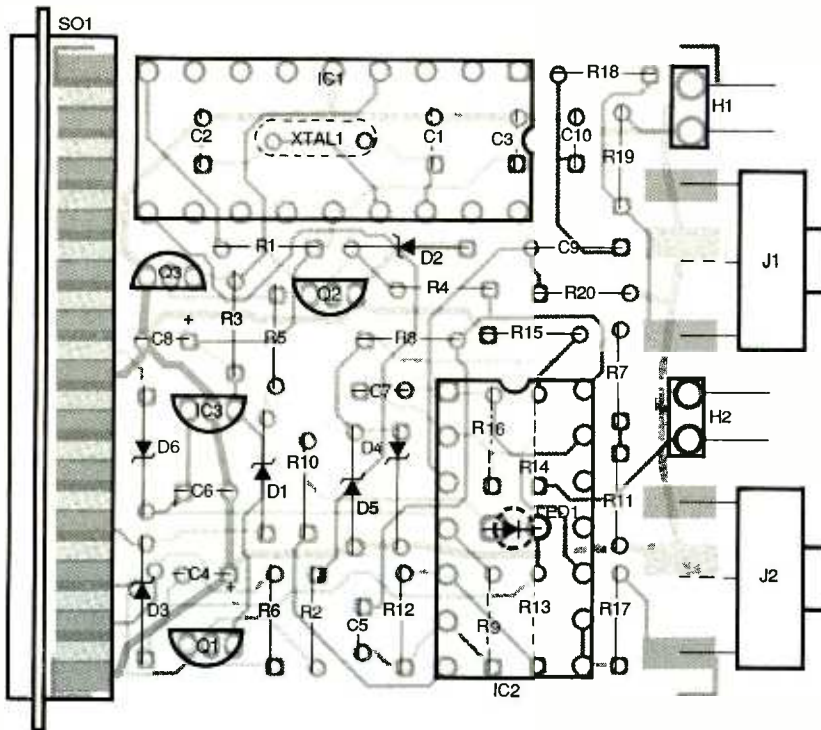 SO1
IC1
R18
H1
C2
XTAL1
C1
C3
C10
R19
R1
D2
C9
J1
Q3
Q2
R4
R20
R3
+
C8
R5
R8
R15
R7
C7
IC3
H2
R16
D6
R10
D4
D1
R14
C6
D5
R11
LED1
C4
+
D3
R6
R2
R12
R13
R17
J2
C5
R9
Q1
IC2